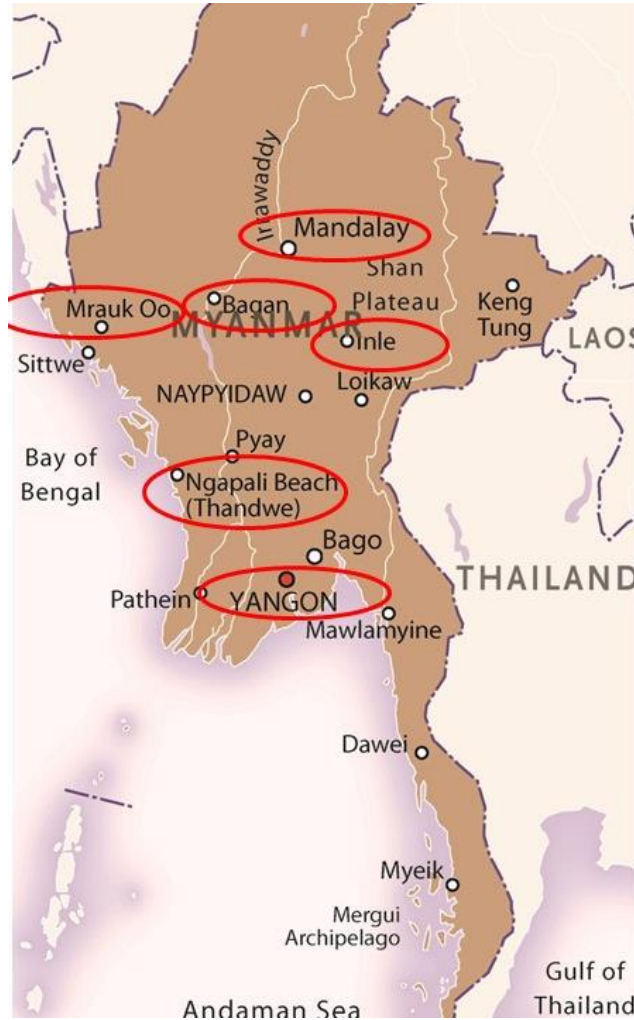 Irrawaddy
Mandalay
Shan
Plateau
Keng
Tung
Mrauk Oo
Bagan
MYANMAR
Inle
LAOS
Sittwe
NAYPYIDAW
Loikaw
Bay of
Bengal
Pyay
Ngapali Beach
(Thandwe)
Bago
THAILAND
Pathein
YANGON
Mawlamyine
Dawei
Myeik
Mergui
Archipelago
Gulf of
Thailand
Andaman Sea